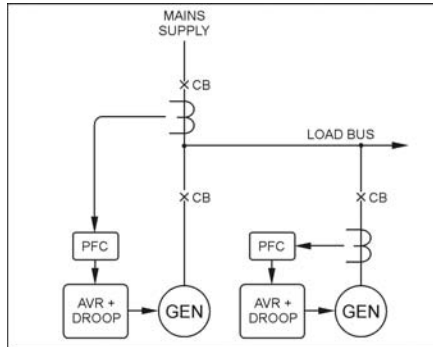 MAINS
SUPPLY
CB
LOAD BUS
CB
CB
PFC
PFC
AVR +
DROOP
GEN
AVR +
DROOP
GEN